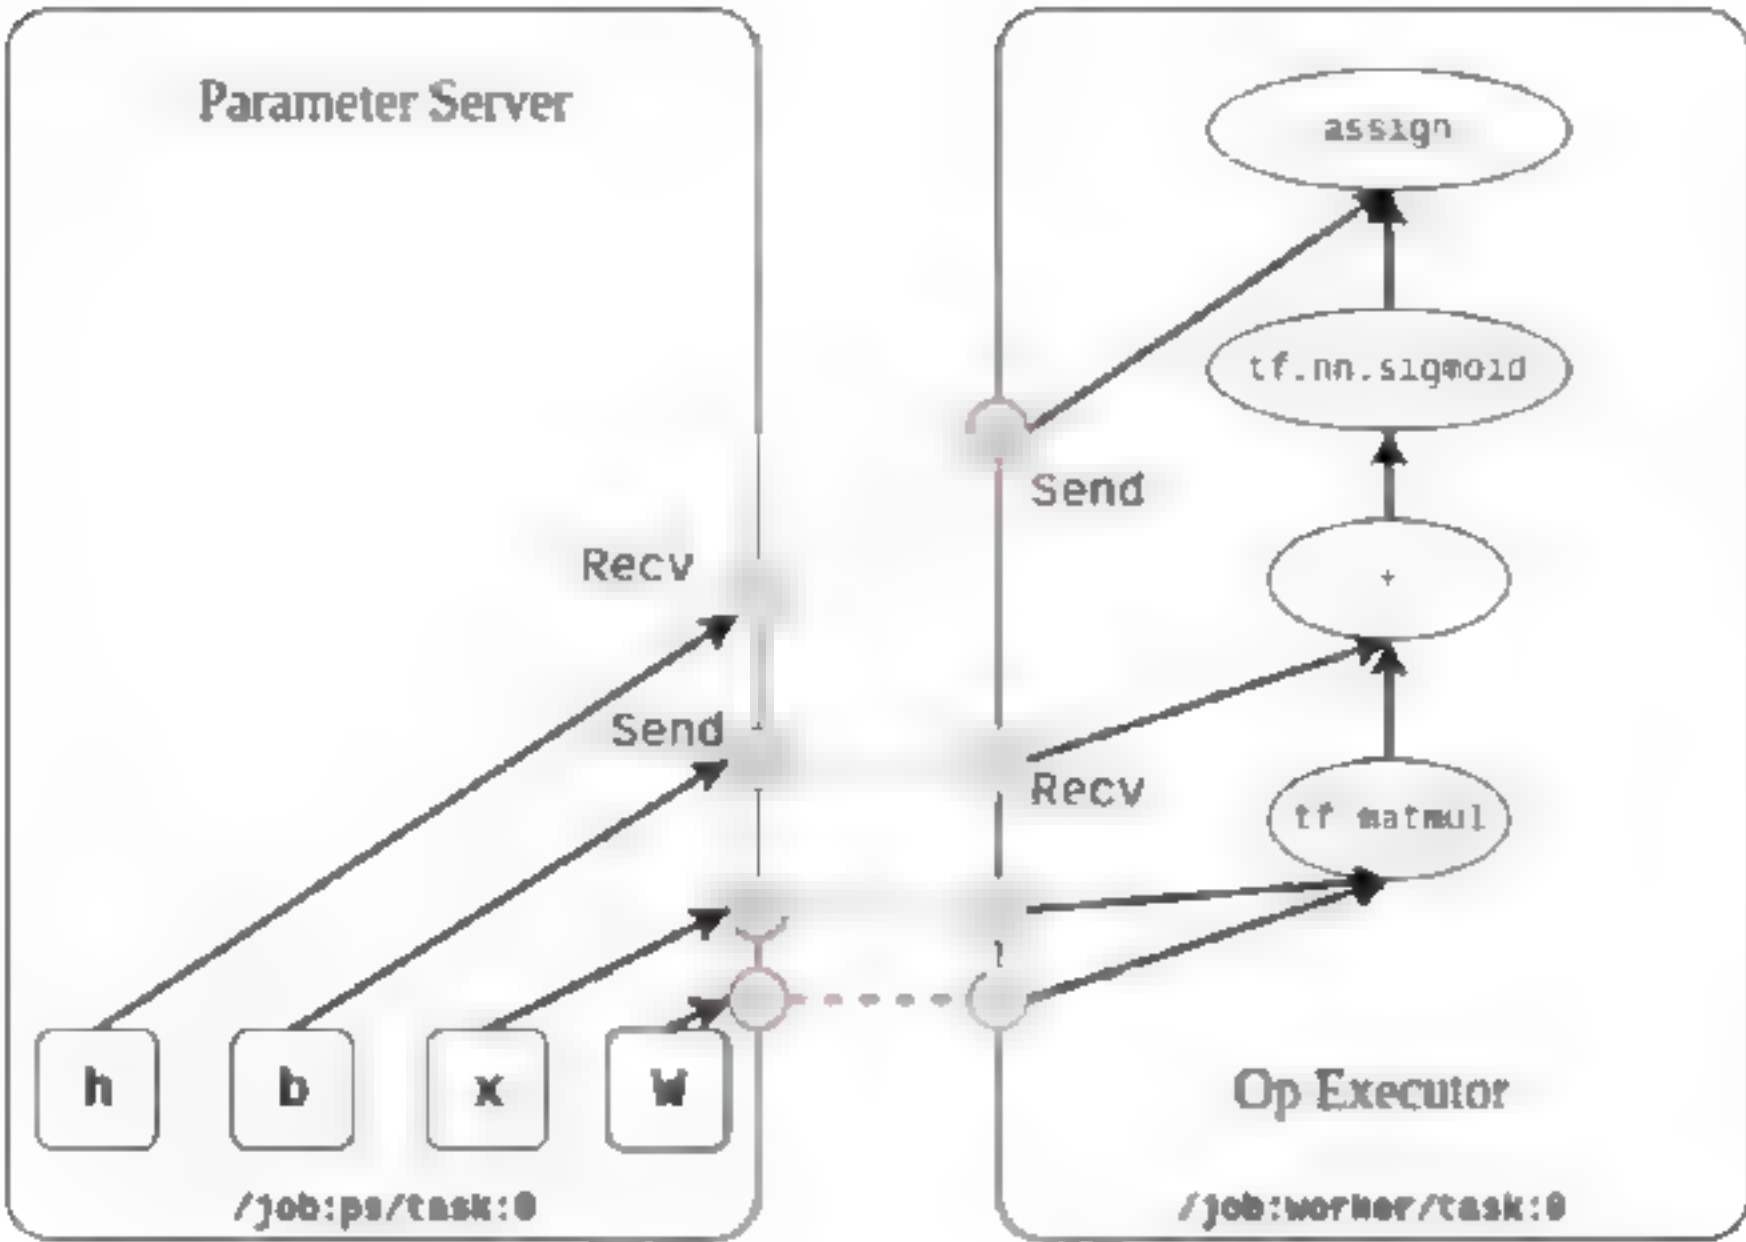 Parameter Server
Recv
Send
h
b
x
W
/job:ps/task:0
assign
tf.nn.sigmoid
Send
+
Recv
tf matmul
Op Executor
/job:worker/task:0